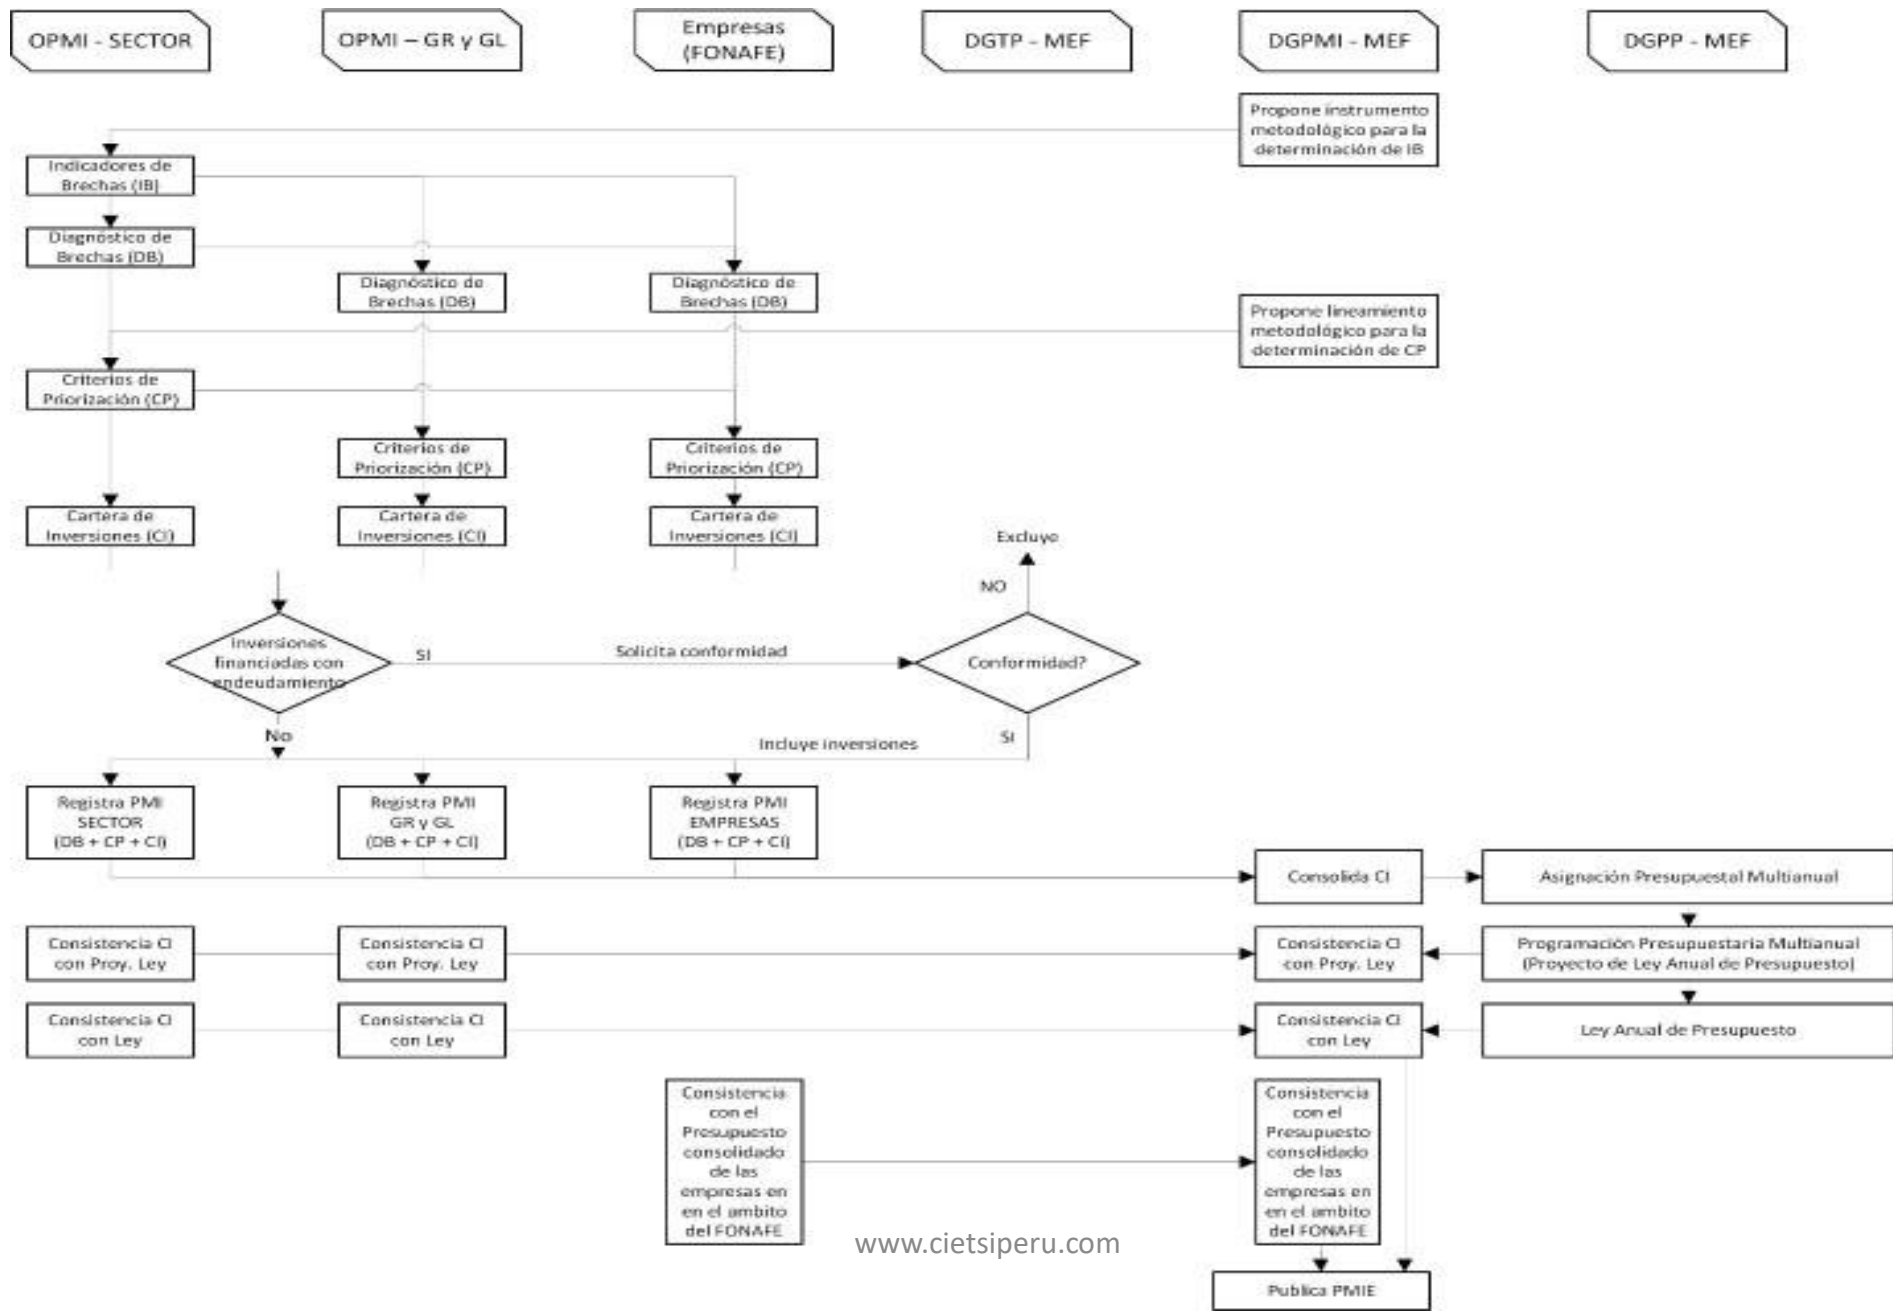 OPMI - SECTOR
OPMI – GR y GL
Empresas
(FONAFE)
DGTP - MEF
DGPMI - MEF
DGPP - MEF
Propone instrumento
metodológico para la
determinación de IB
Indicadores de
Brechas (IB)
Diagnóstico de
Brechas (DB)
Diagnóstico de
Brechas (DB)
Diagnóstico de
Brechas (DB)
Propone lineamiento
metodológico para la
determinación de CP
Criterios de
Priorización (CP)
Criterios de
Priorización (CP)
Criterios de
Priorización (CP)
Cartera de
Inversiones (CI)
Cartera de
Inversiones (CI)
Cartera de
Inversiones (CI)
Excluye
NO
Inversiones
financiadas con
endeudamiento
SI
Solicita conformidad
Conformidad?
No
Incluye inversiones
SI
Registra PMI
SECTOR
(DB + CP + CI)
Registra PMI
GR y GL
(DB + CP + CI)
Registra PMI
EMPRESAS
(DB + CP + CI)
Consolida CI
Asignación Presupuestal Multianual
Consistencia CI
con Proy. Ley
Consistencia CI
con Proy. Ley
Consistencia CI
con Proy. Ley
Programación Presupuestaria Multianual
(Proyecto de Ley Anual de Presupuesto)
Consistencia CI
con Ley
Consistencia CI
con Ley
Consistencia CI
con Ley
Ley Anual de Presupuesto
Consistencia
con el
Presupuesto
consolidado
de las
empresas en
en el ambito
del FONAFE
Consistencia
con el
Presupuesto
consolidado
de las
empresas en
en el ambito
del FONAFE
www.cietsiperu.com
Publica PMIE